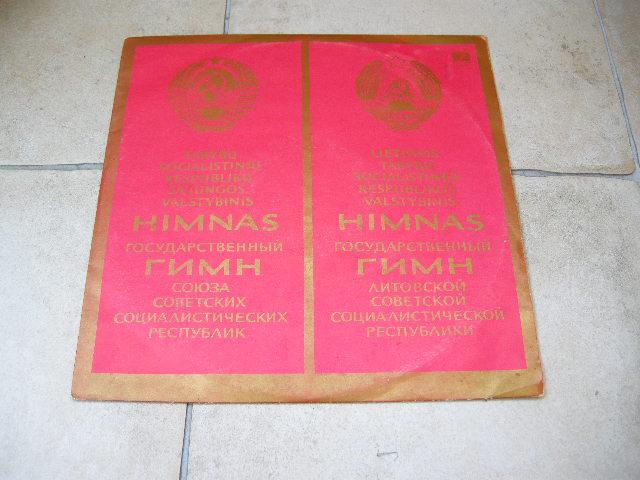 TARYBŲ
SOCIALISTINIŲ
RESPUBLIKŲ
SĄJUNGOS
VALSTYBINIS
HIMNAS
ГОСУДАРСТВЕННЫЙ
ГИМН
СОЮЗА
СОВЕТСКИХ
СОЦИАЛИСТИЧЕСКИХ
РЕСПУБЛИК
LIETUVOS
TARYBŲ
SOCIALISTINĖS
RESPUBLIKOS
VALSTYBINIS
HIMNAS
ГОСУДАРСТВЕННЫЙ
ГИМН
ЛИТОВСКОЙ
СОВЕТСКОЙ
СОЦИАЛИСТИЧЕСКОЙ
РЕСПУБЛИКИ